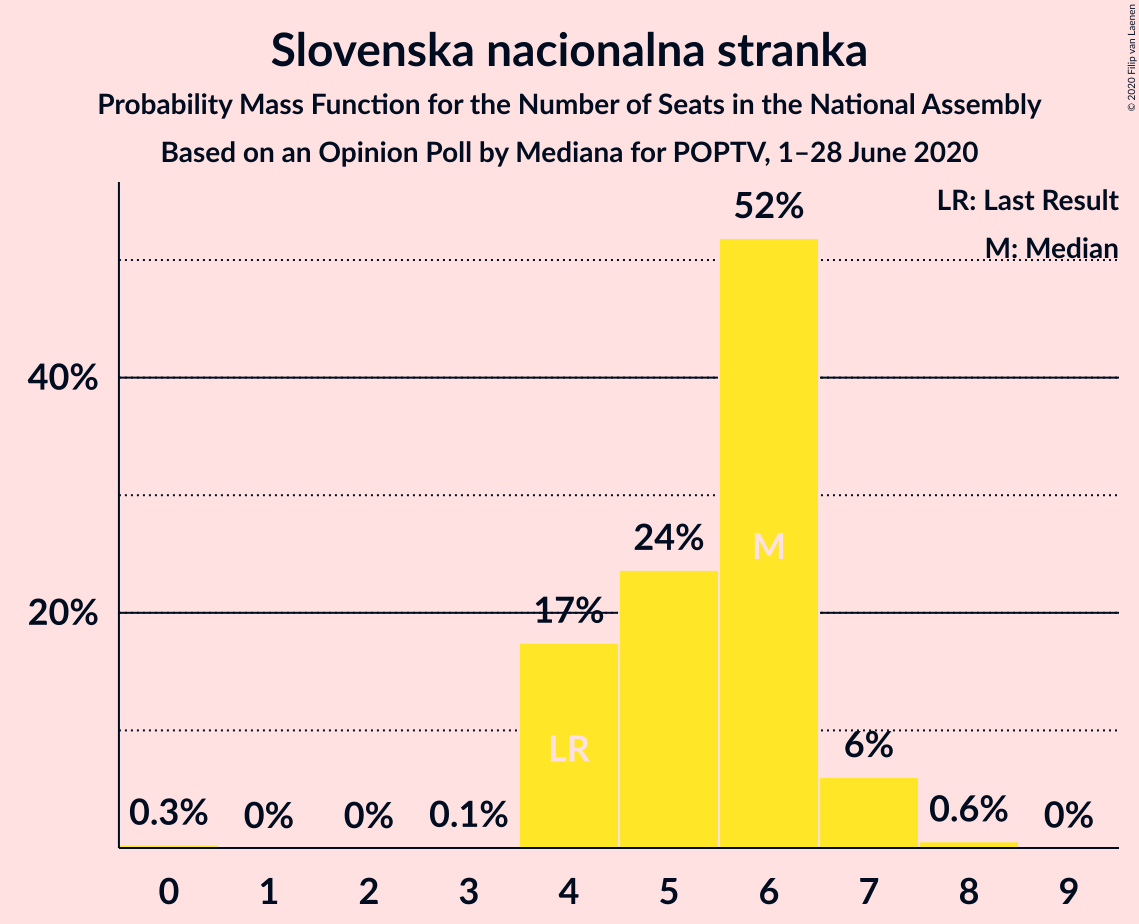 Slovenska nacionalna stranka
Probability Mass Function for the Number of Seats in the National Assembly
Based on an Opinion Poll by Mediana for POPTV, 1–28 June 2020
© 2020 Filip van Laenen
LR: Last Result
M: Median
52%
40%
24%
M
20%
17%
LR
6%
0.3%
0%
0%
0.1%
0.6%
0%
0 1 2 3 4 5 6 7 8 9